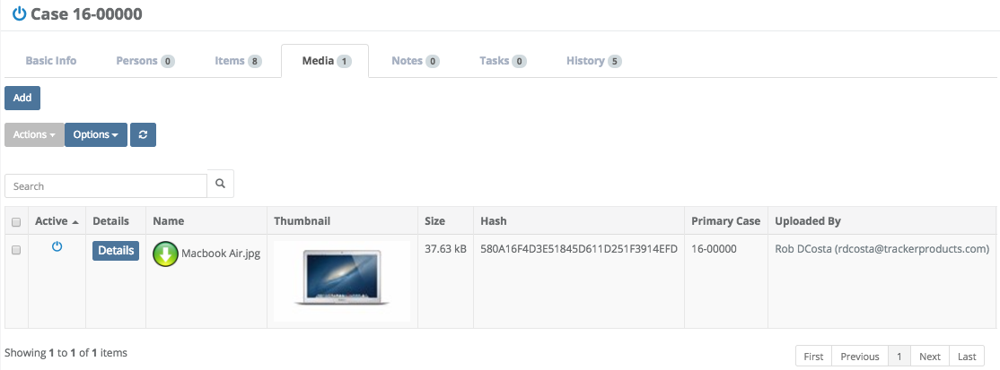 Case 16-00000
Basic Info Persons 0 Items 8 Media 1 Notes 0 Tasks 0 History 5
Add
Actions Options
Search
Active Details Name Thumbnail Size Hash Primary Case Uploaded By
Details Macbook Air.jpg 37.63 kB 580A16F4D3E51845D611D251F3914EFD 16-00000 Rob DCosta (rdcosta@trackerproducts.com)
Showing 1 to 1 of 1 items
First Previous 1 Next Last